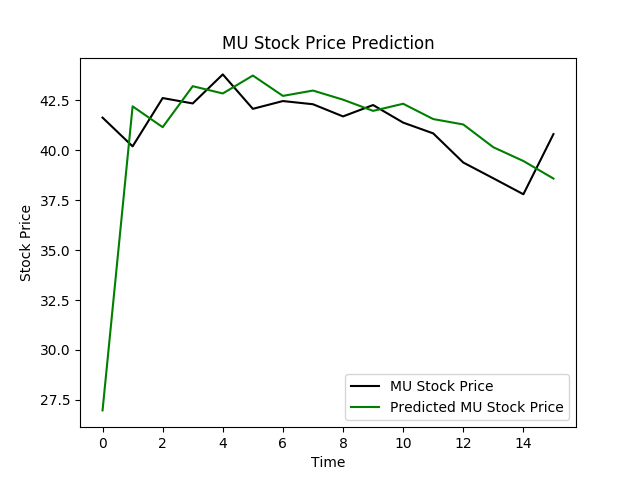 MU Stock Price Prediction
42.5
40.0
37.5
35.0
32.5
30.0
27.5
Stock Price
MU Stock Price
Predicted MU Stock Price
0 2 4 6 8 10 12 14
Time